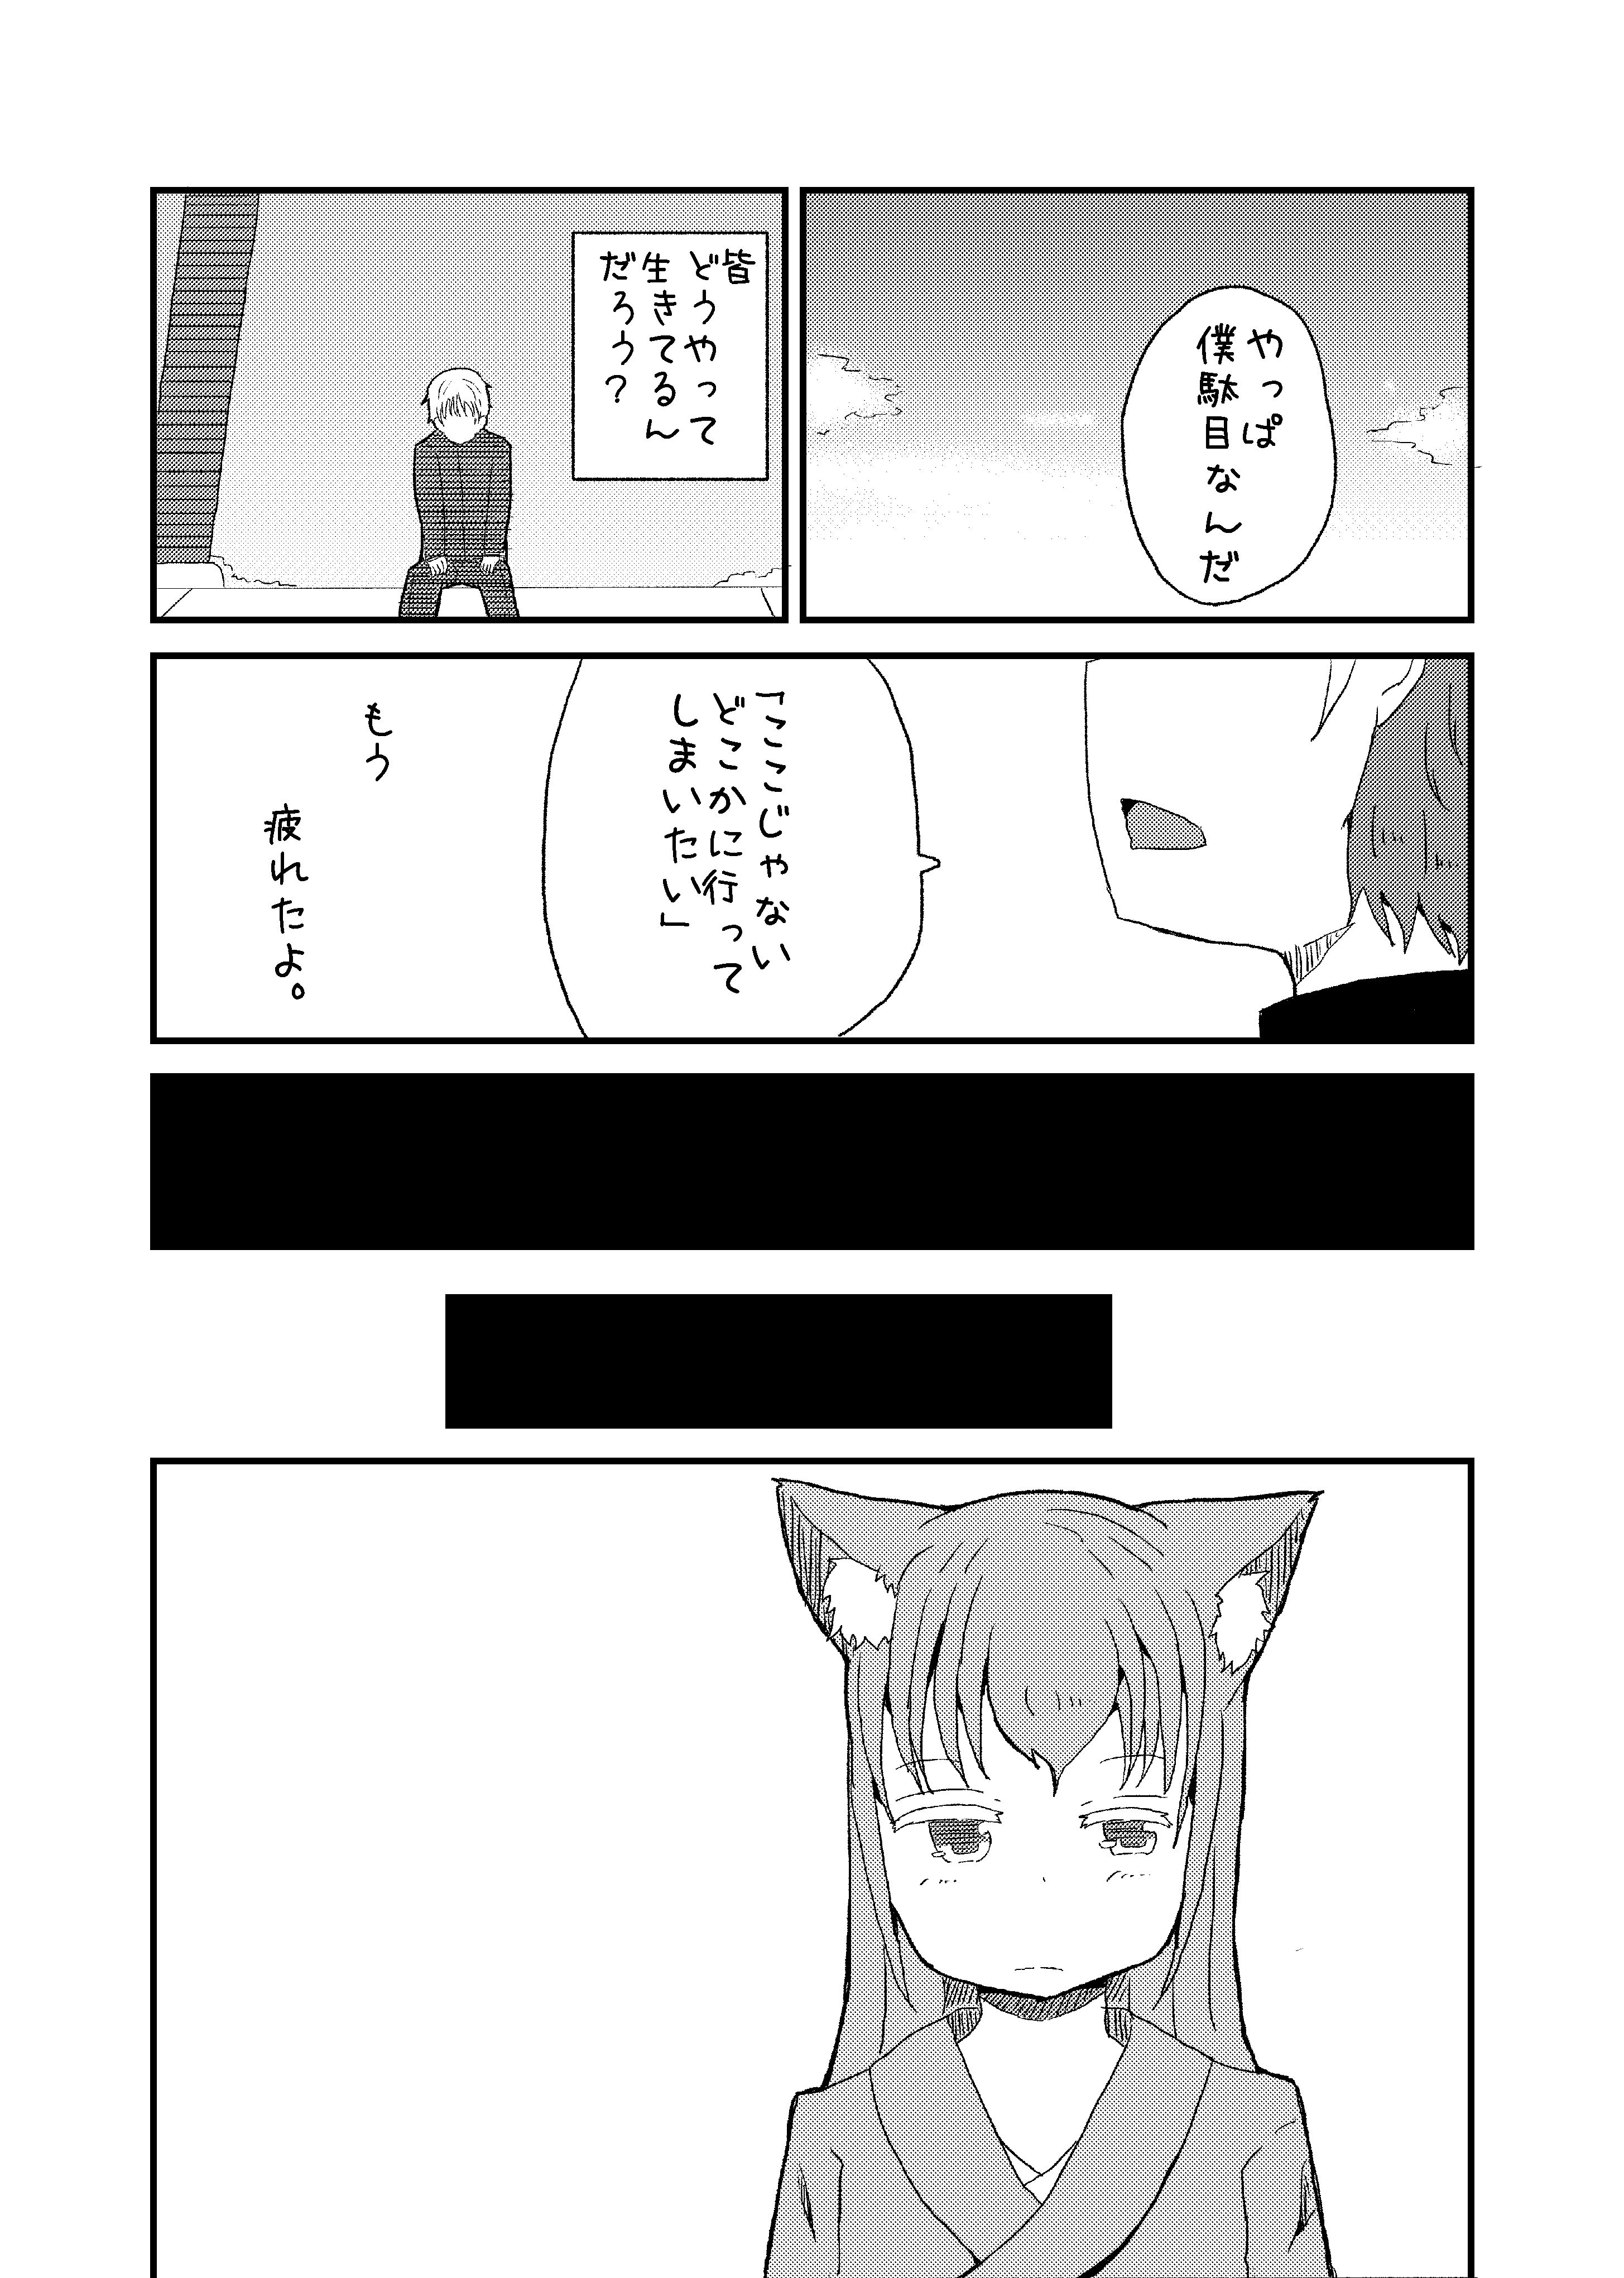 やっぱ
僕駄目なんだ
皆
どうやって
生きてるん
だろう?
「ここじゃない
どこかに行って
しまいたい」
もう
疲れたよ。